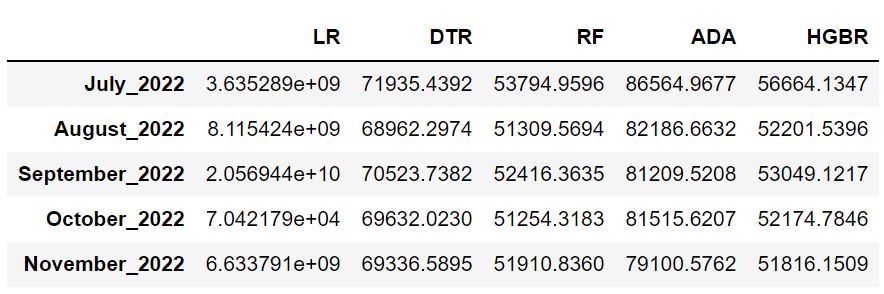 LR DTR RF ADA HGBR
July_2022 3.635289e+09 71935.4392 53794.9596 86564.9677 56664.1347
August_2022 8.115424e+09 68962.2974 51309.5694 82186.6632 52201.5396
September_2022 2.056944e+10 70523.7382 52416.3635 81209.5208 53049.1217
October_2022 7.042179e+04 69632.0230 51254.3183 81515.6207 52174.7846
November_2022 6.633791e+09 69336.5895 51910.8360 79100.5762 51816.1509